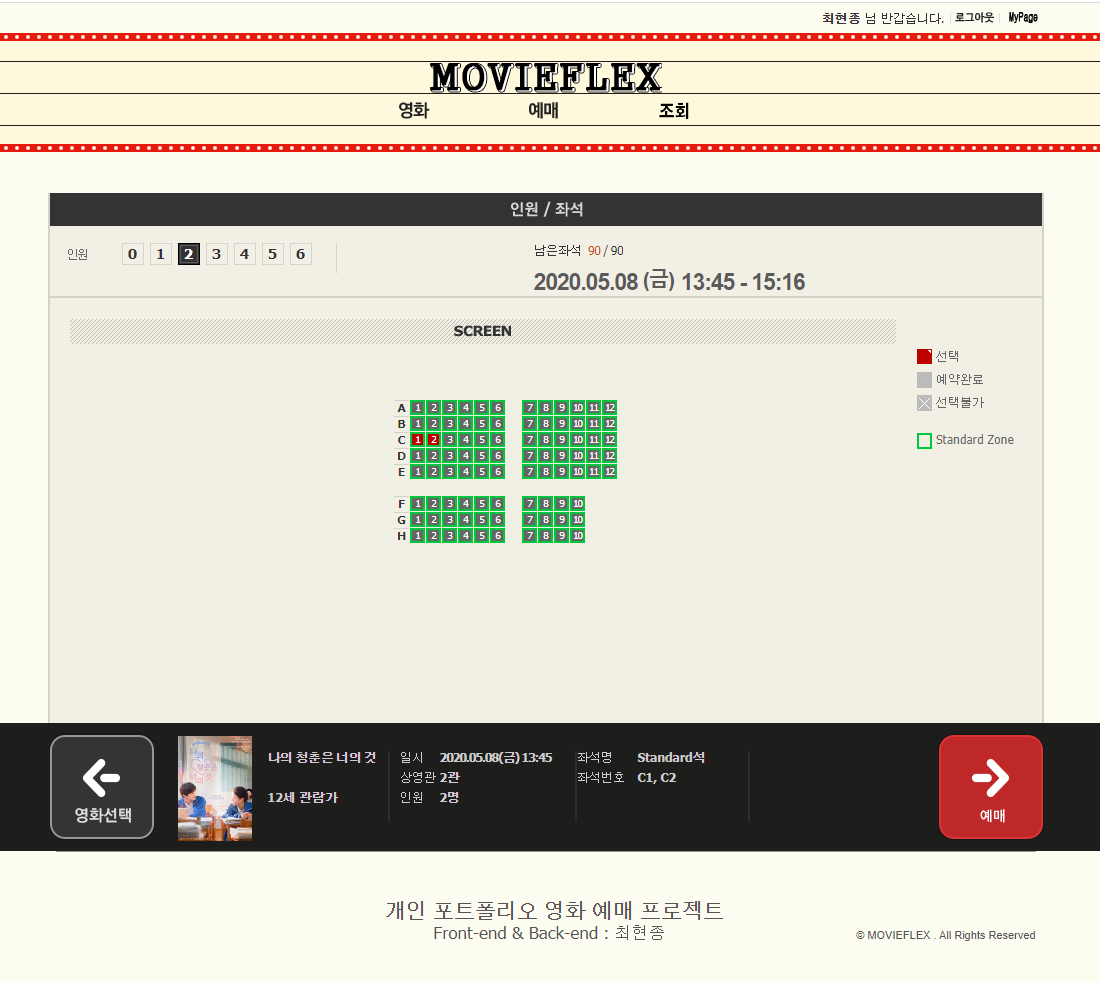 최현종 님 반갑습니다. 로그아웃 MyPage
MOVIEFLEX
영화 예매 조회
인원 / 좌석
인원 0 1 2 3 4 5 6
남은좌석 90 / 90
2020.05.08 (금) 13:45 - 15:16
SCREEN
선택
예약완료
선택불가
Standard Zone
A 1 2 3 4 5 6 7 8 9 10 11 12
B 1 2 3 4 5 6 7 8 9 10 11 12
C 1 2 3 4 5 6 7 8 9 10 11 12
D 1 2 3 4 5 6 7 8 9 10 11 12
E 1 2 3 4 5 6 7 8 9 10 11 12
F 1 2 3 4 5 6 7 8 9 10
G 1 2 3 4 5 6 7 8 9 10
H 1 2 3 4 5 6 7 8 9 10
영화선택
나의 청춘은 너의 것
12세 관람가
일시 2020.05.08(금) 13:45
상영관 2관
인원 2명
좌석명 Standard석
좌석번호 C1, C2
예매
개인 포트폴리오 영화 예매 프로젝트
Front-end & Back-end : 최현종
© MOVIEFLEX . All Rights Reserved